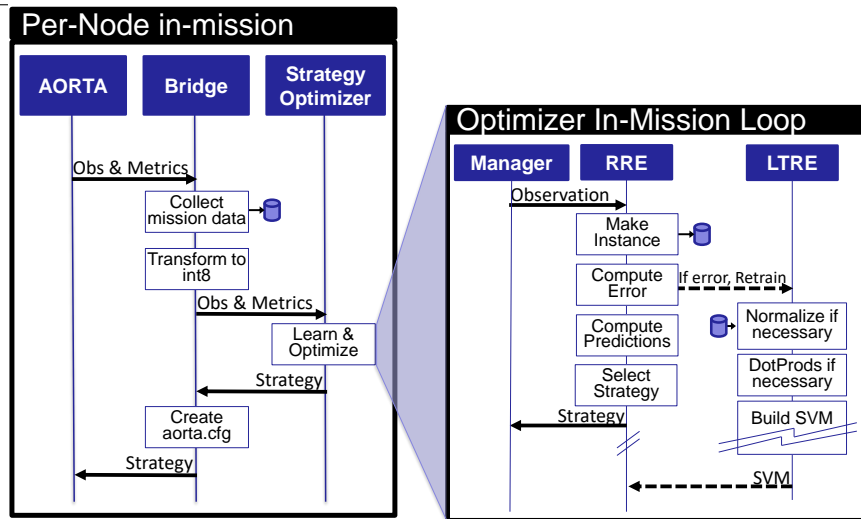 Per-Node in-mission
AORTA
Bridge
Strategy
Optimizer
Obs & Metrics
Collect
mission data
Transform to
int8
Obs & Metrics
Learn &
Optimize
Strategy
Create
aorta.cfg
Strategy
Optimizer In-Mission Loop
Manager
RRE
LTRE
Observation
Make
Instance
Compute
Error
If error, Retrain
Normalize if
necessary
Compute
Predictions
DotProds if
necessary
Select
Strategy
Build SVM
Strategy
SVM